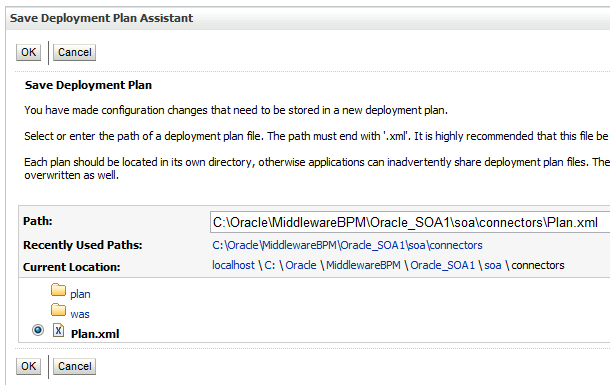 Save Deployment Plan Assistant
OK Cancel
Save Deployment Plan
You have made configuration changes that need to be stored in a new deployment plan.
Select or enter the path of a deployment plan file. The path must end with '.xml'. It is highly recommended that this file be
Each plan should be located in its own directory, otherwise applications can inadvertently share deployment plan files. The
overwritten as well.
Path: C:\Oracle\MiddlewareBPM\Oracle_SOA1\soa\connectors\Plan.xml
Recently Used Paths: C:\Oracle\MiddlewareBPM\Oracle_SOA1\soa\connectors
Current Location: localhost \ C: \ Oracle \ MiddlewareBPM \ Oracle_SOA1 \ soa \ connectors
plan
was
Plan.xml
OK Cancel